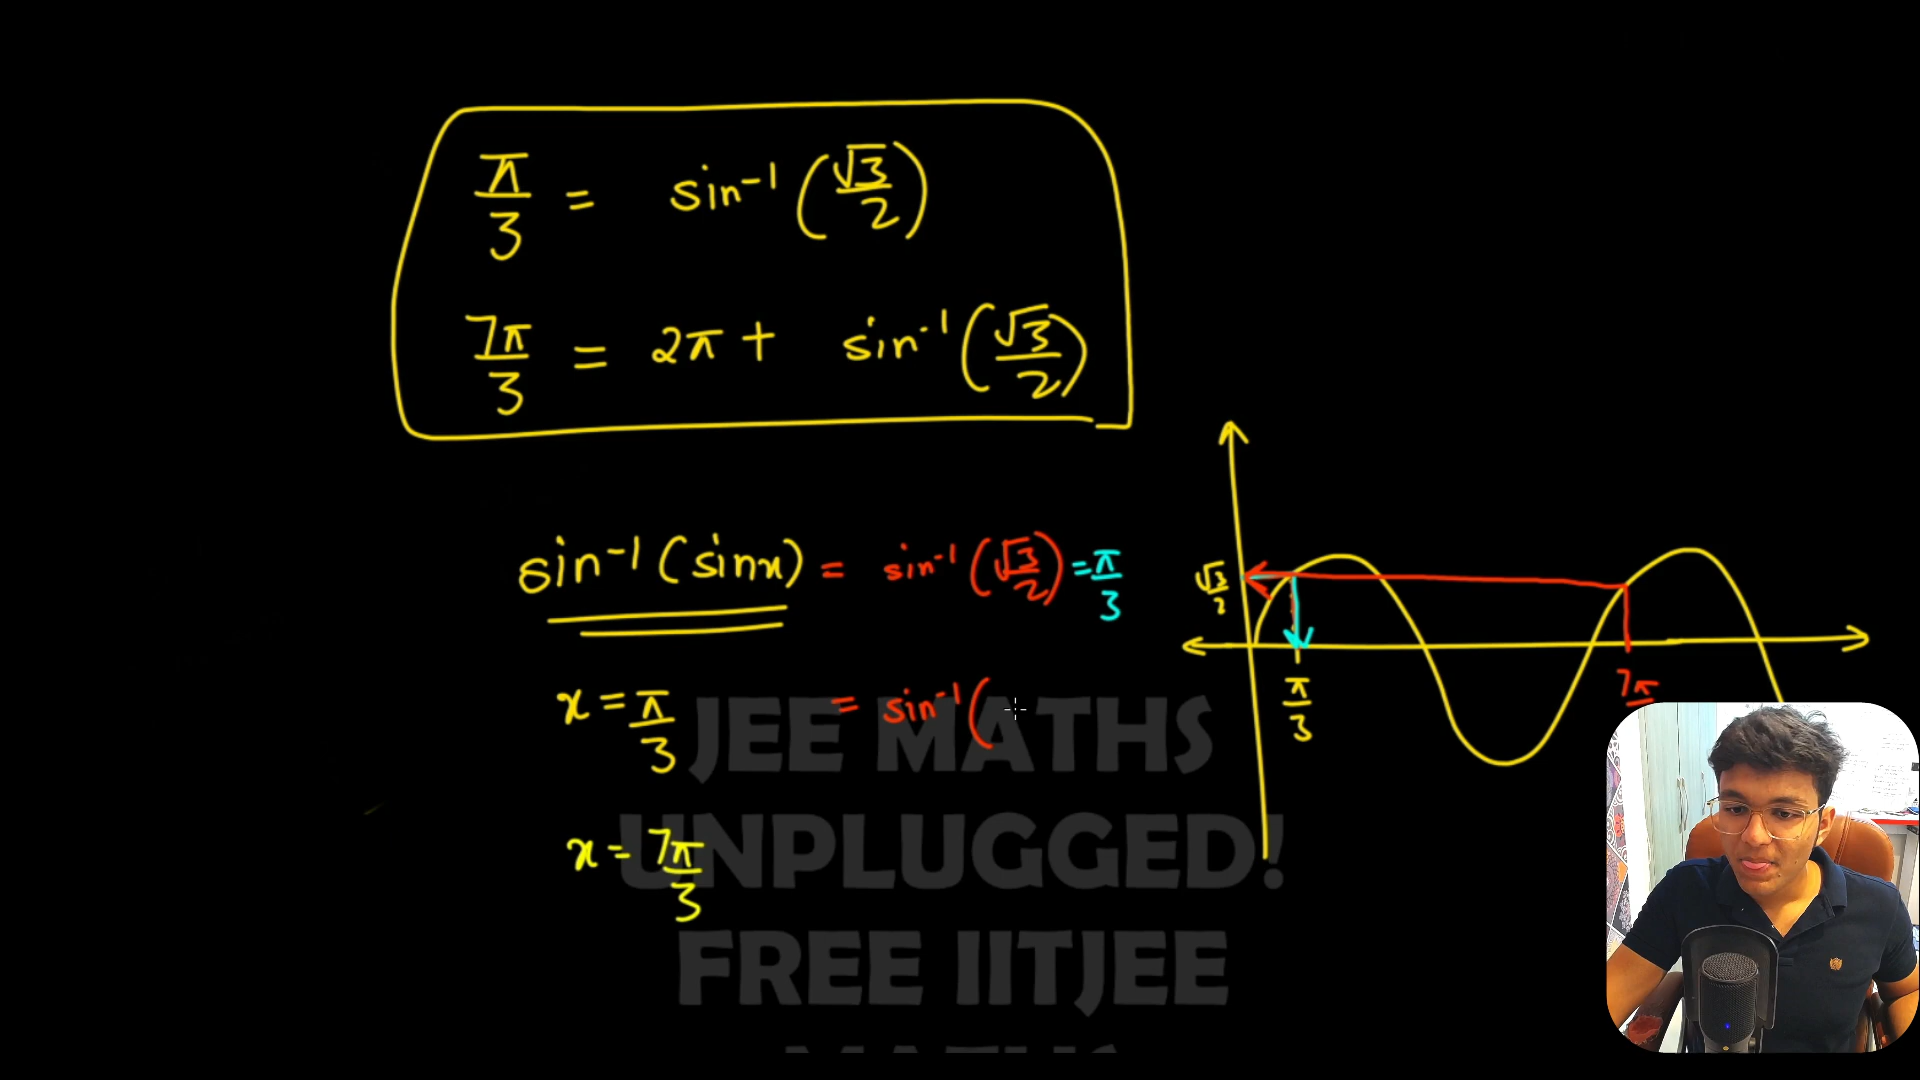 π/3 = sin⁻¹(√3/2)
7π/3 = 2π + sin⁻¹(√3/2)
sin⁻¹(sinx) = sin⁻¹(√3/2) = π/3
x = π/3 = sin⁻¹(
x = 7π/3
√3/2
π/3
7π
JEE MATHS
UNPLUGGED!
FREE IITJEE
MATHS